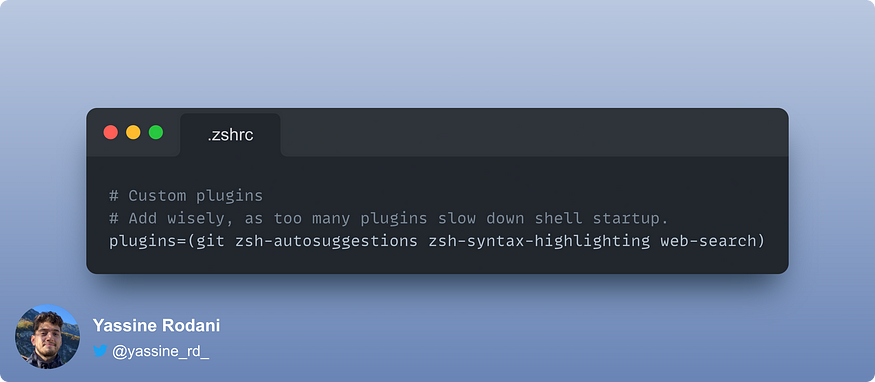 .zshrc
# Custom plugins
# Add wisely, as too many plugins slow down shell startup.
plugins=(git zsh-autosuggestions zsh-syntax-highlighting web-search)
Yassine Rodani
@yassine_rd_